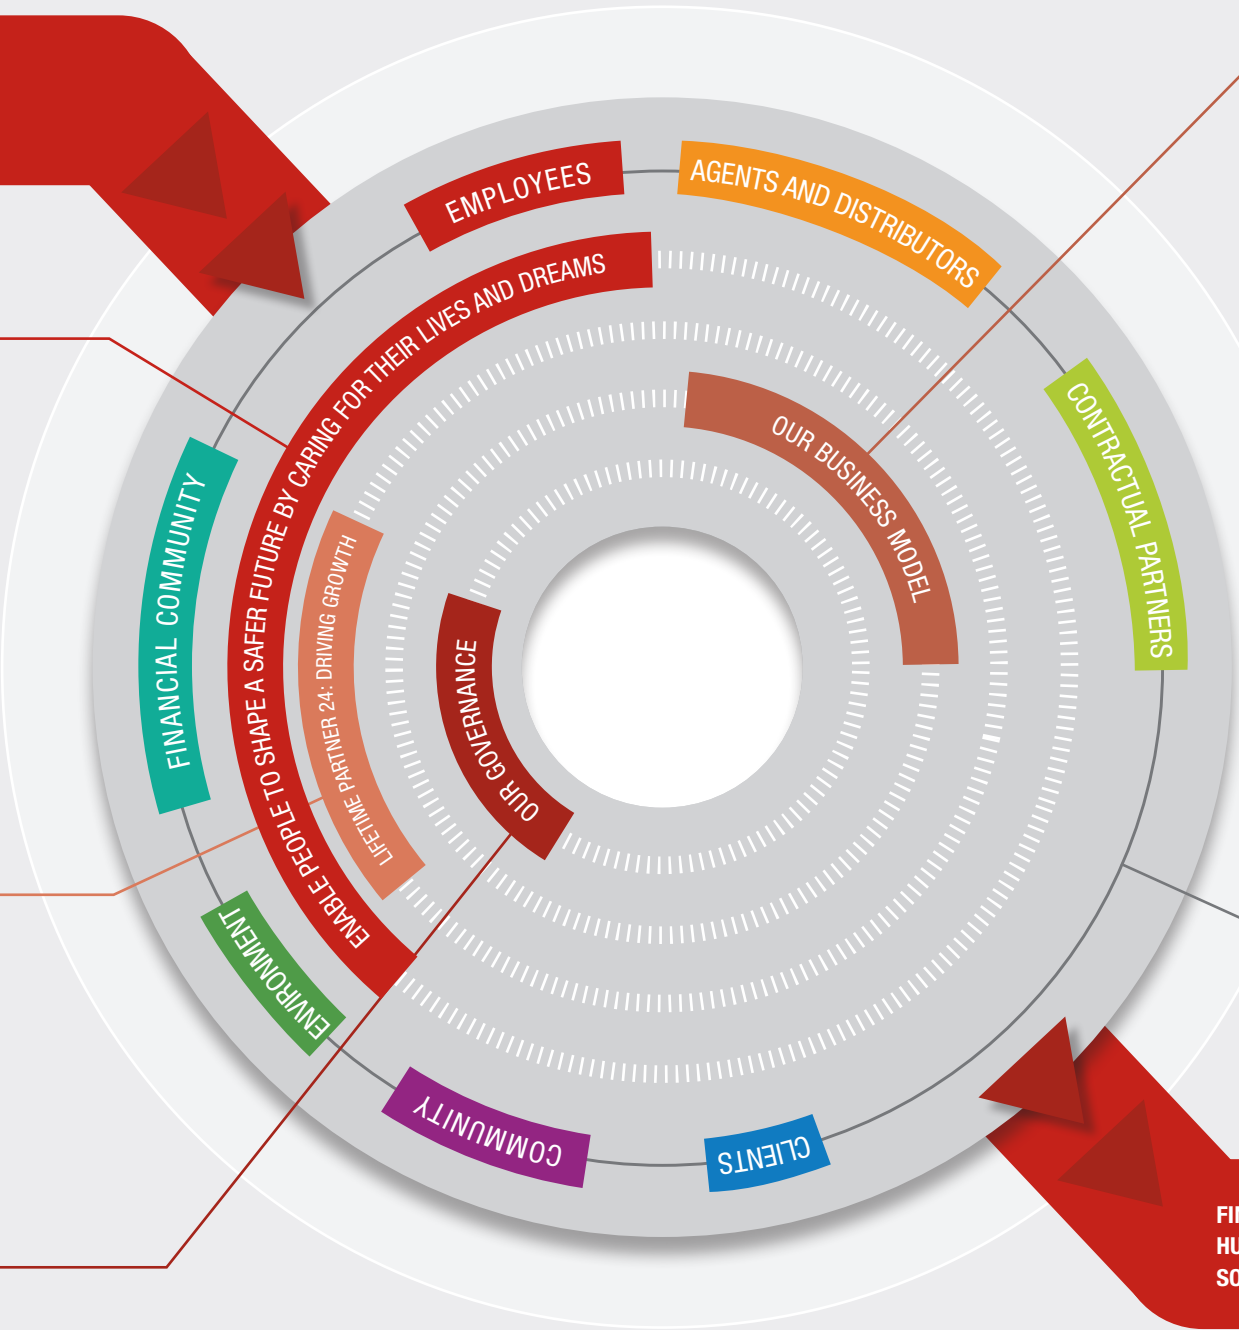 EMPLOYEES
AGENTS AND DISTRIBUTORS
CONTRACTUAL PARTNERS
CLIENTS
COMMUNITY
ENVIRONMENT
FINANCIAL COMMUNITY
ENABLE PEOPLE TO SHAPE A SAFER FUTURE BY CARING FOR THEIR LIVES AND DREAMS
LIFETIME PARTNER 24: DRIVING GROWTH
OUR BUSINESS MODEL
OUR GOVERNANCE